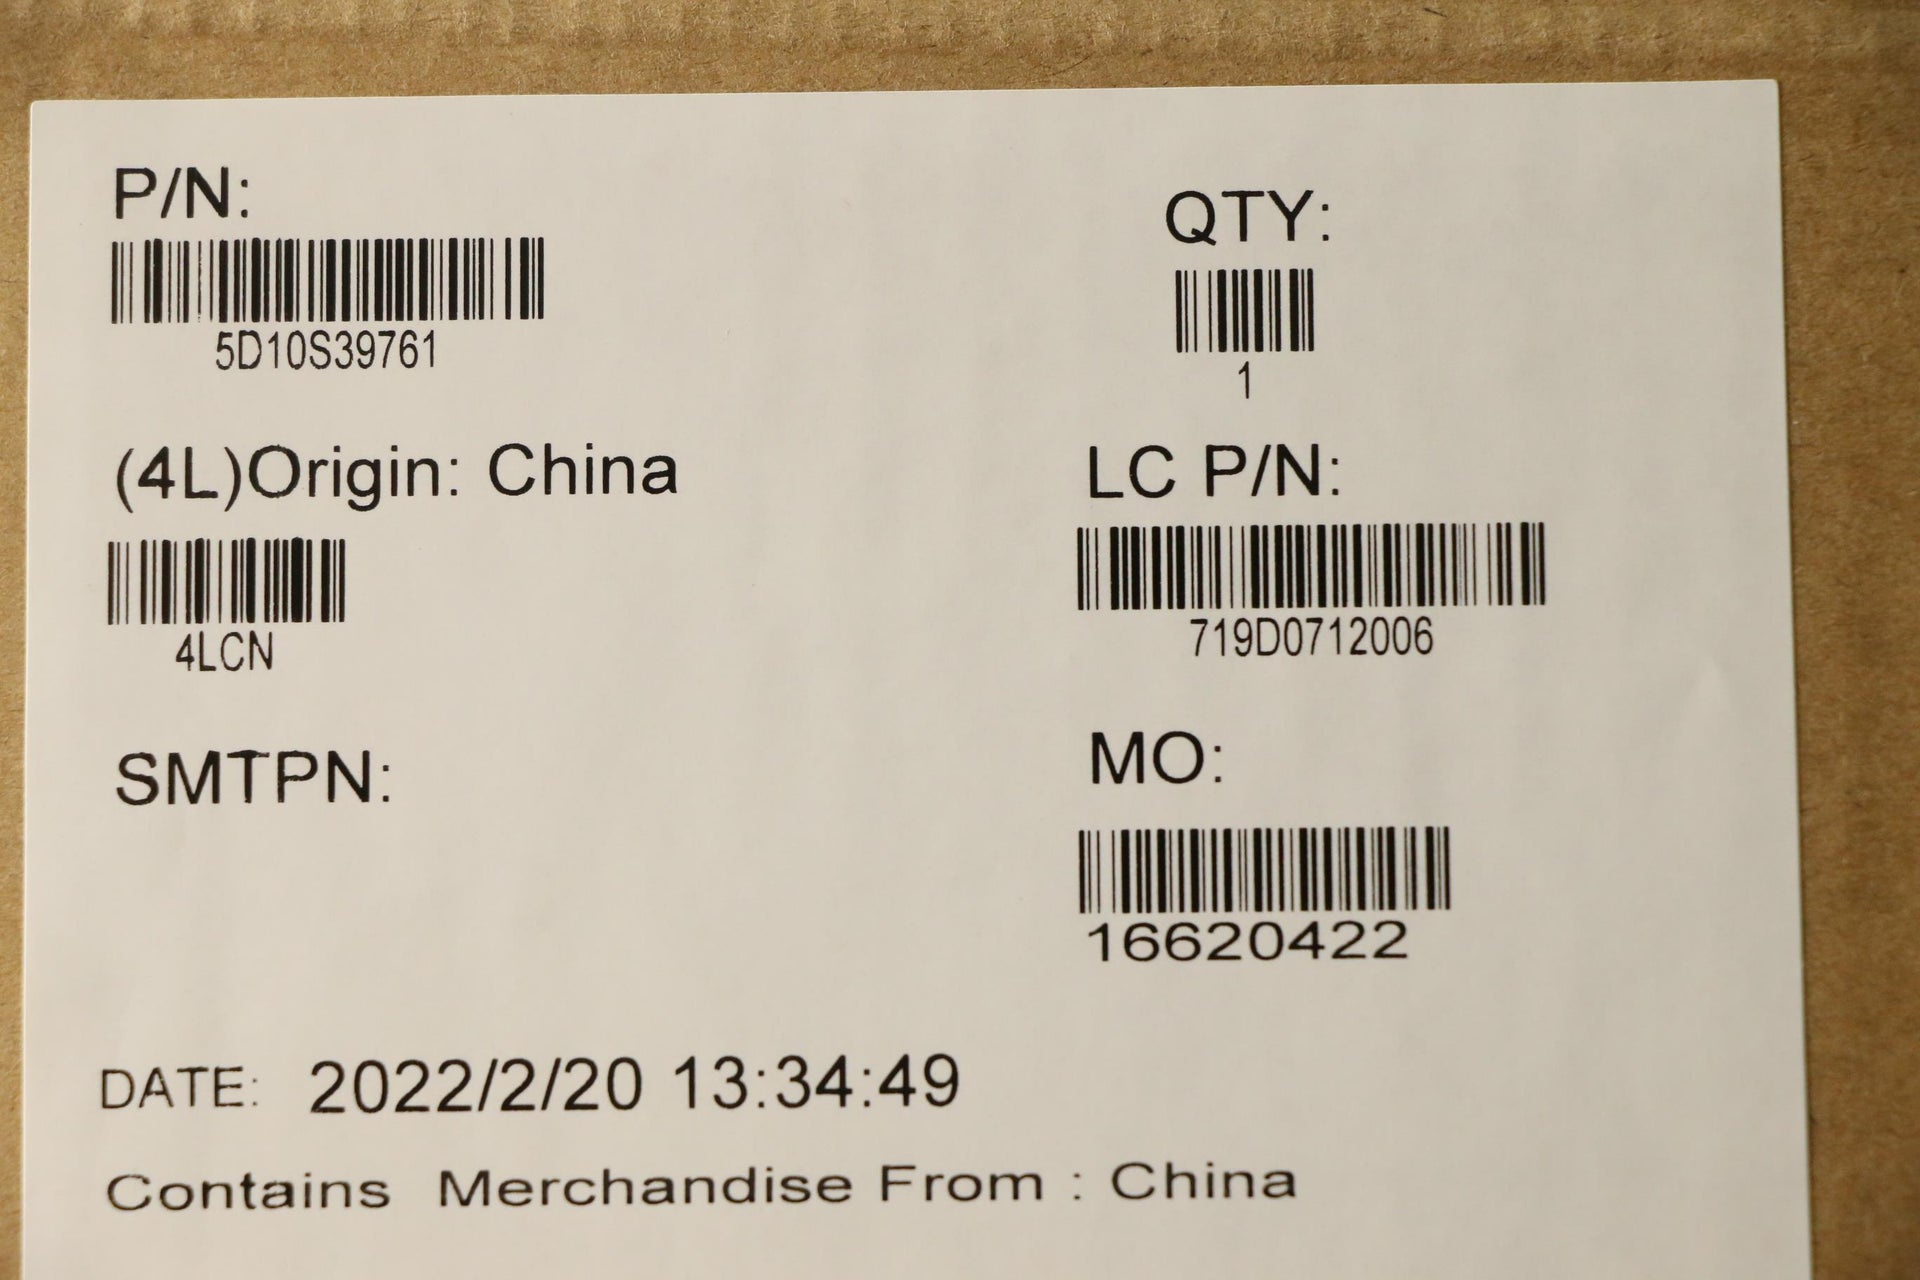 P/N:
5D10S39761
QTY:
1
(4L)Origin: China
4LCN
LC P/N:
719D0712006
SMTPN:
MO:
16620422
DATE: 2022/2/20 13:34:49
Contains Merchandise From : China